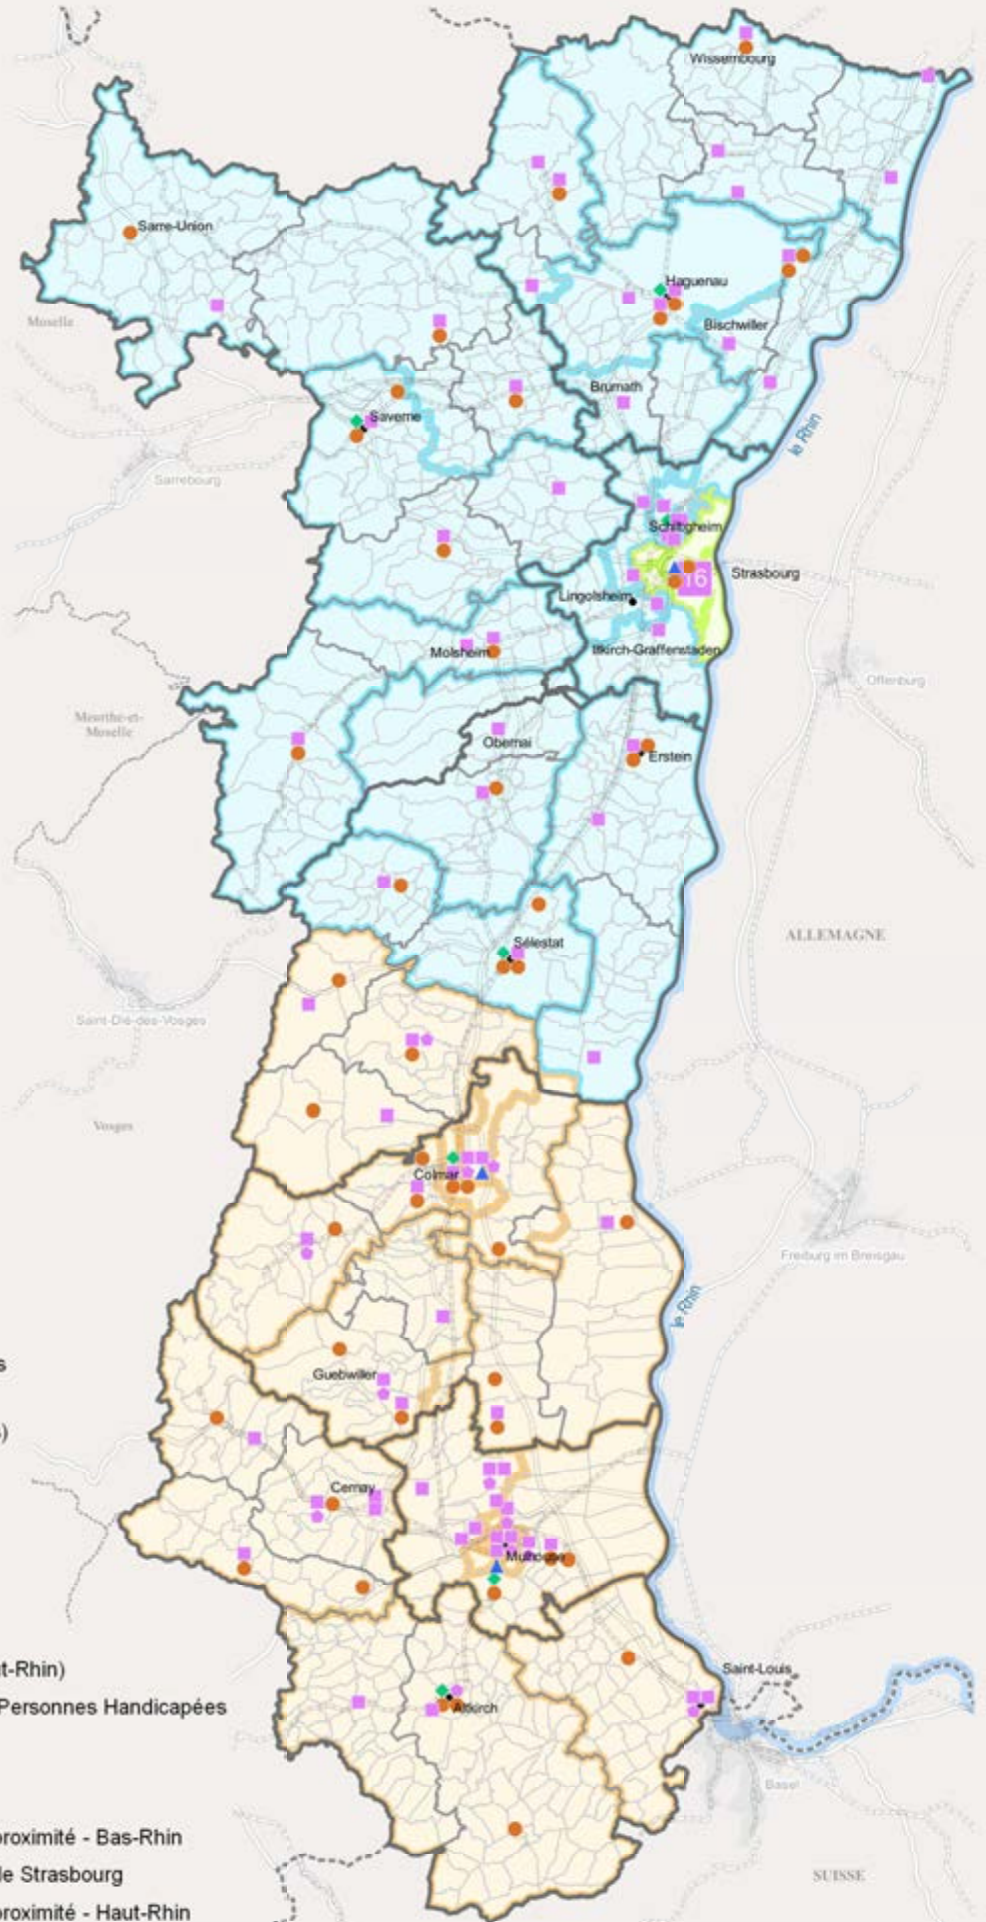 Wissembourg
Sarre-Union
Haguenau
Moselle
Bischwiller
Brumath
Saverne
le Rhin
Sarrebourg
Schiltigheim
16
Strasbourg
Lingolsheim
Illkirch-Graffenstaden
Molsheim
Offenburg
Meurthe-et-
Moselle
Obernai
Erstein
ALLEMAGNE
Sélestat
Saint-Dié-des-Vosges
Vosges
Colmar
Freiburg im Breisgau
le Rhin
s
Guebwiller
)
Cernay
Mulhouse
t-Rhin)
Saint-Louis
Personnes Handicapées
Altkirch
Basel
roximité - Bas-Rhin
le Strasbourg
SUISSE
roximité - Haut-Rhin